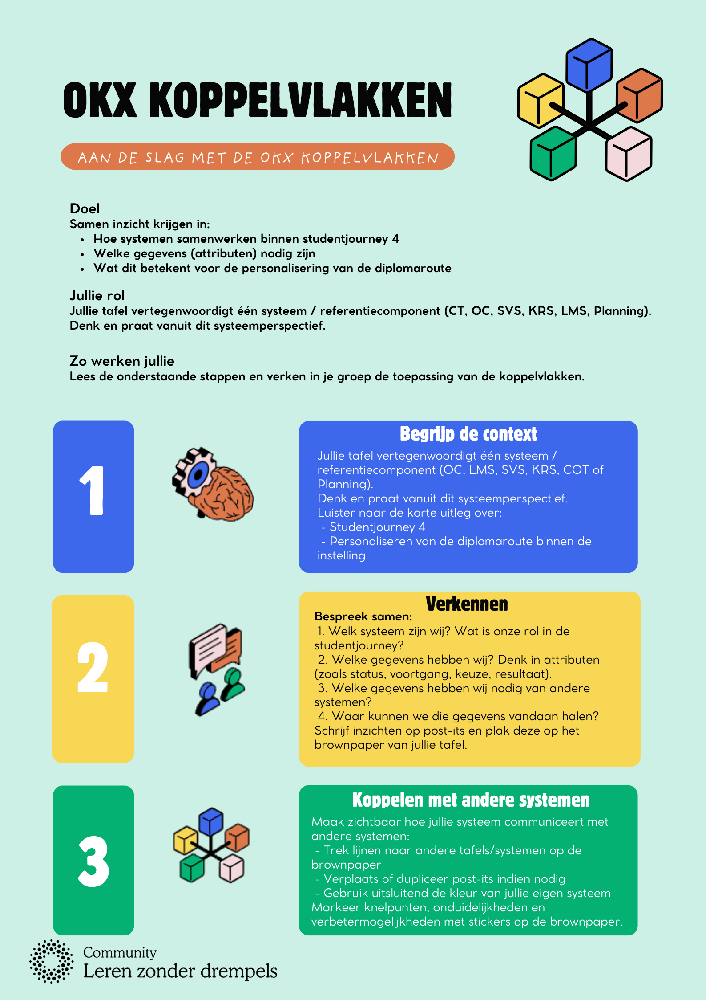 OKX KOPPELVLAKKEN
AAN DE SLAG MET DE OKX KOPPELVLAKKEN
Doel
Samen inzicht krijgen in:
• Hoe systemen samenwerken binnen studentjourney 4
• Welke gegevens (attributen) nodig zijn
• Wat dit betekent voor de personalisering van de diplomaroute
Jullie rol
Jullie tafel vertegenwoordigt één systeem / referentiecomponent (CT, OC, SVS, KRS, LMS, Planning).
Denk en praat vanuit dit systeemperspectief.
Zo werken jullie
Lees de onderstaande stappen en verken in je groep de toepassing van de koppelvlakken.
1
Begrijp de context
Jullie tafel vertegenwoordigt één systeem /
referentiecomponent (OC, LMS, SVS, KRS, COT of
Planning).
Denk en praat vanuit dit systeemperspectief.
Luister naar de korte uitleg over:
- Studentjourney 4
- Personaliseren van de diplomaroute binnen de
instelling
2
Verkennen
Bespreek samen:
1. Welk systeem zijn wij? Wat is onze rol in de
studentjourney?
2. Welke gegevens hebben wij? Denk in attributen
(zoals status, voortgang, keuze, resultaat).
3. Welke gegevens hebben wij nodig van andere
systemen?
4. Waar kunnen we die gegevens vandaan halen?
Schrijf inzichten op post-its en plak deze op het
brownpaper van jullie tafel.
3
Koppelen met andere systemen
Maak zichtbaar hoe jullie systeem communiceert met
andere systemen:
- Trek lijnen naar andere tafels/systemen op de
brownpaper
- Verplaats of dupliceer post-its indien nodig
- Gebruik uitsluitend de kleur van jullie eigen systeem
Markeer knelpunten, onduidelijkheden en
verbetermogelijkheden met stickers op de brownpaper.
Community
Leren zonder drempels